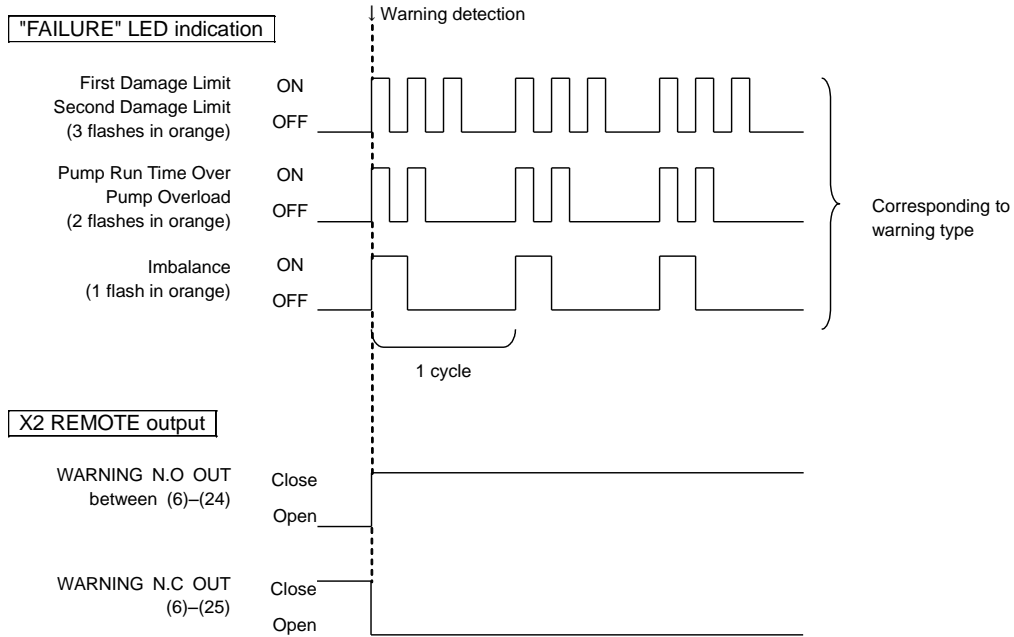 ↓ Warning detection
"FAILURE" LED indication
First Damage Limit
Second Damage Limit
(3 flashes in orange)
ON
OFF
Pump Run Time Over
Pump Overload
(2 flashes in orange)
ON
OFF
Imbalance
(1 flash in orange)
ON
OFF
Corresponding to
warning type
1 cycle
X2 REMOTE output
WARNING N.O OUT
between (6)–(24)
Close
Open
WARNING N.C OUT
(6)–(25)
Close
Open